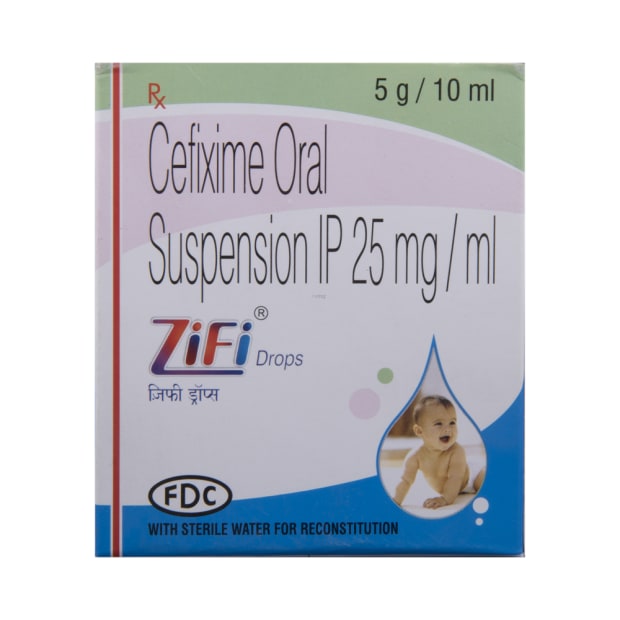 Rx 5 g / 10 ml
Cefixime Oral
Suspension IP 25 mg / ml
ZiFi® Drops
ज़िफी ड्रॉप्स
FDC
WITH STERILE WATER FOR RECONSTITUTION